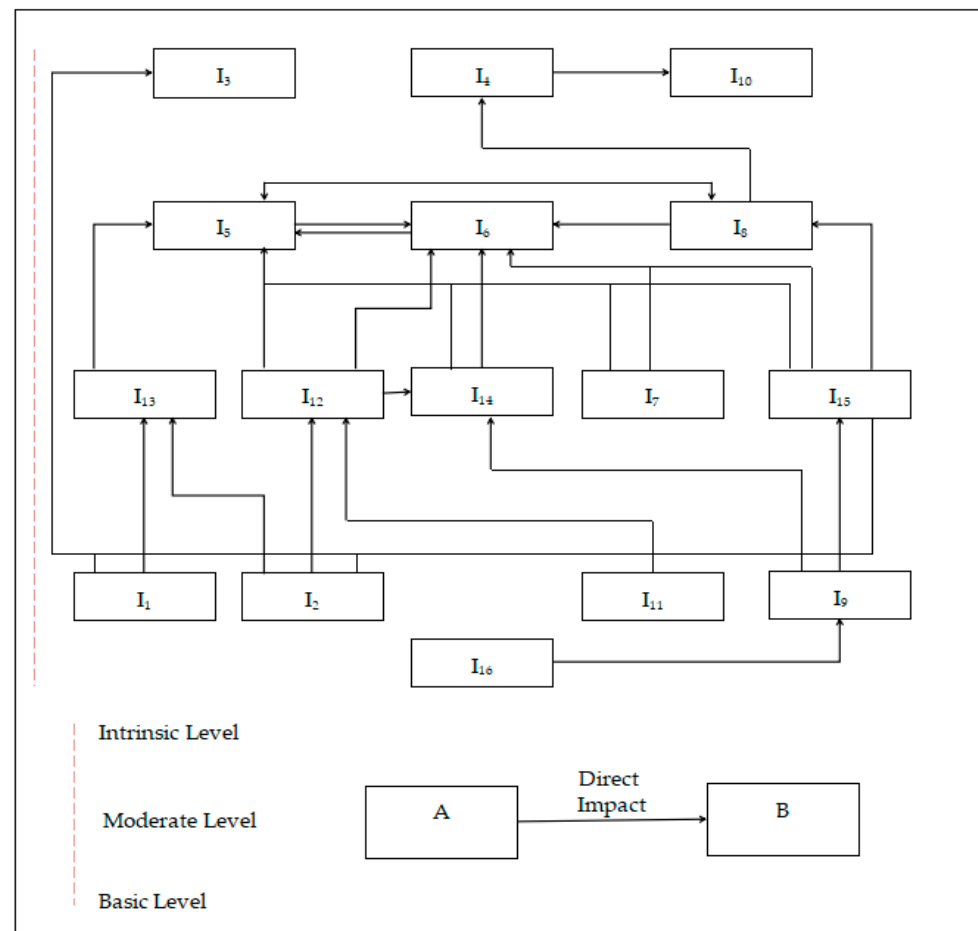 I₃ I₄ I₁₀
I₅ I₆ I₈
I₁₃ I₁₂ I₁₄ I₇ I₁₅
I₁ I₂ I₁₁ I₉
I₁₆
Intrinsic Level
Moderate Level
Basic Level
A
Direct
Impact
B